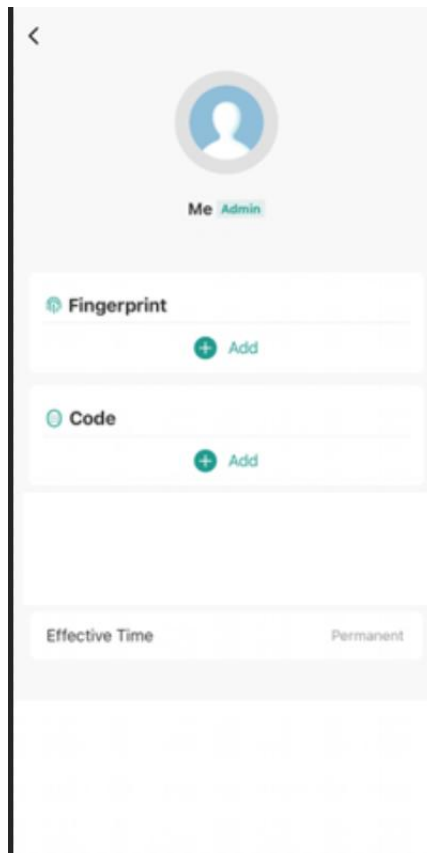 Me Admin
Fingerprint
Add
Code
Add
Effective Time Permanent